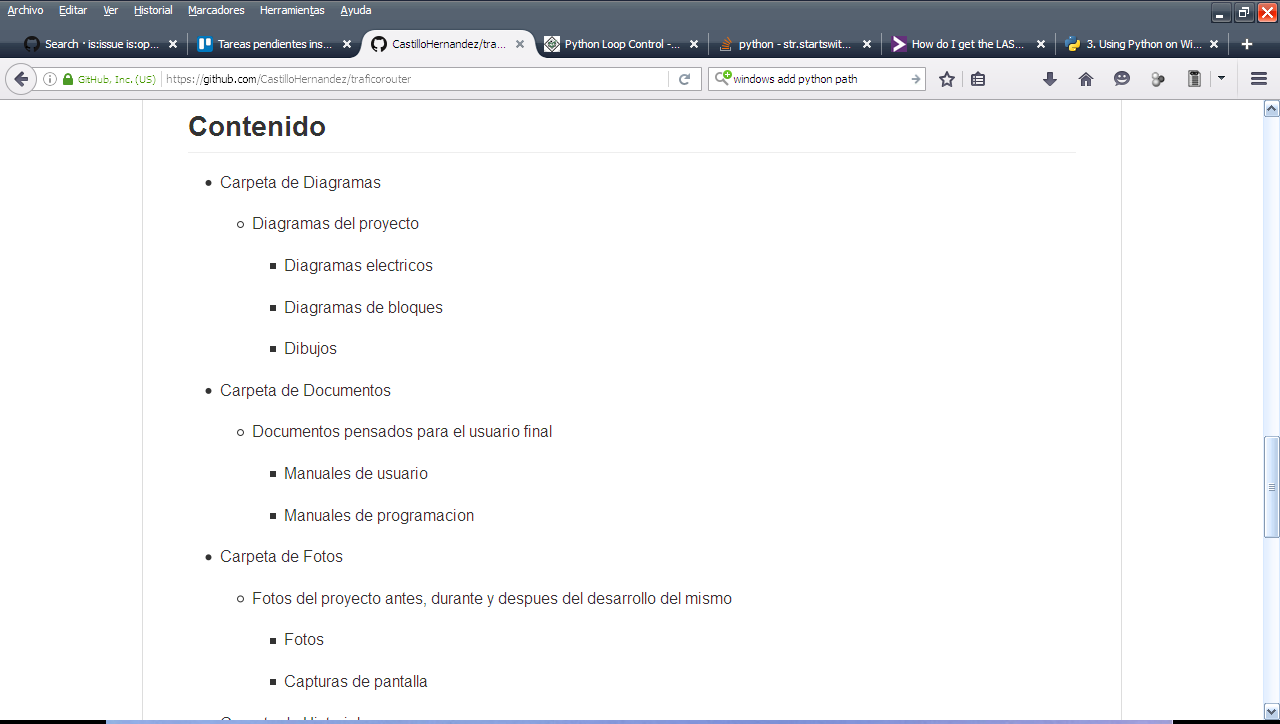 Archivo Editar Ver Historial Marcadores Herramientas Ayuda
Search · is:issue is:op...
Tareas pendientes ins...
CastilloHernandez/tra...
Python Loop Control -...
python - str.startswit...
How do I get the LAS...
3. Using Python on Wi...
GitHub, Inc. (US) https://github.com/CastilloHernandez/traficorouter
windows add python path
Contenido
Carpeta de Diagramas
Diagramas del proyecto
Diagramas electricos
Diagramas de bloques
Dibujos
Carpeta de Documentos
Documentos pensados para el usuario final
Manuales de usuario
Manuales de programacion
Carpeta de Fotos
Fotos del proyecto antes, durante y despues del desarrollo del mismo
Fotos
Capturas de pantalla